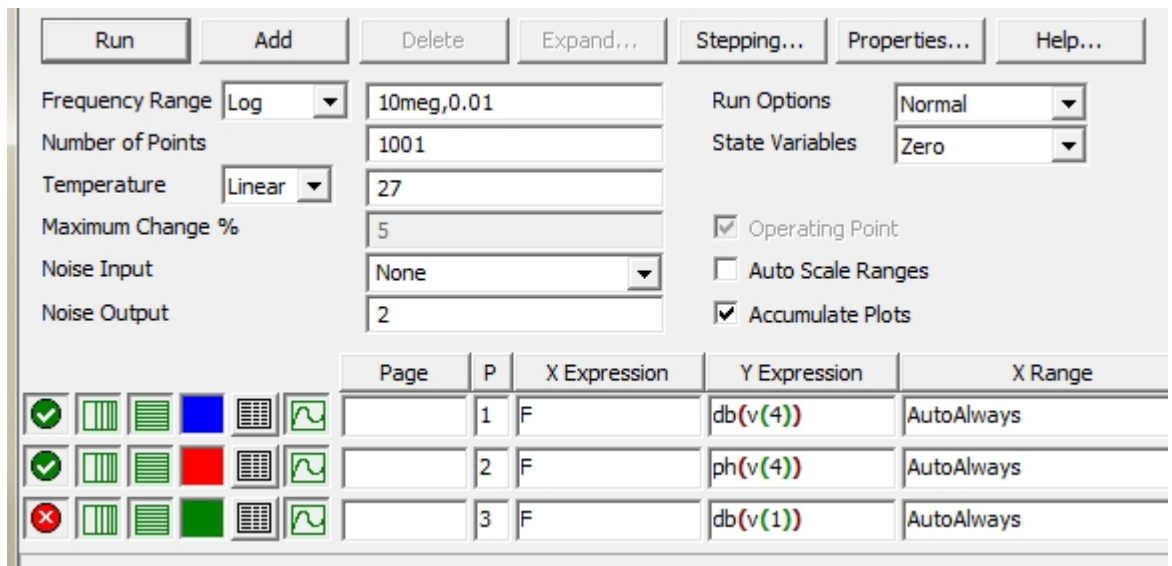 Run Add Delete Expand... Stepping... Properties... Help...
Frequency Range Log 10meg,0.01 Run Options Normal
Number of Points 1001 State Variables Zero
Temperature Linear 27
Maximum Change % 5 Operating Point
Noise Input None Auto Scale Ranges
Noise Output 2 Accumulate Plots
Page P X Expression Y Expression X Range
1 F db(v(4)) AutoAlways
2 F ph(v(4)) AutoAlways
3 F db(v(1)) AutoAlways